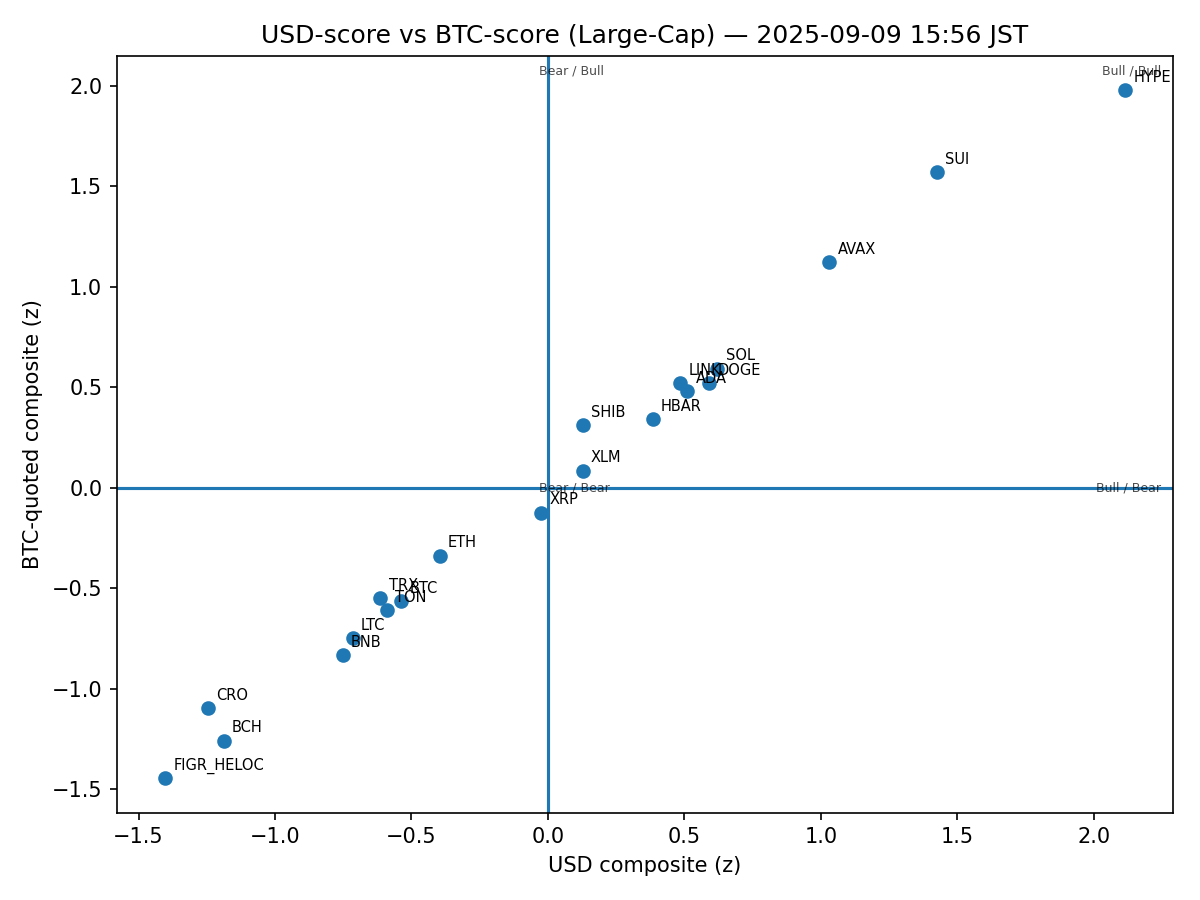 USD-score vs BTC-score (Large-Cap) — 2025-09-09 15:56 JST
Bear / Bull
Bull / Bull
HYPE
SUI
AVAX
SOL
LINK
DOGE
ADA
HBAR
SHIB
XLM
Bear / Bear
Bull / Bear
XRP
ETH
TRX
BTC
TON
LTC
BNB
CRO
BCH
FIGR_HELOC
2.0
1.5
1.0
0.5
0.0
−0.5
−1.0
−1.5
BTC-quoted composite (z)
−1.5
−1.0
−0.5
0.0
0.5
1.0
1.5
2.0
USD composite (z)